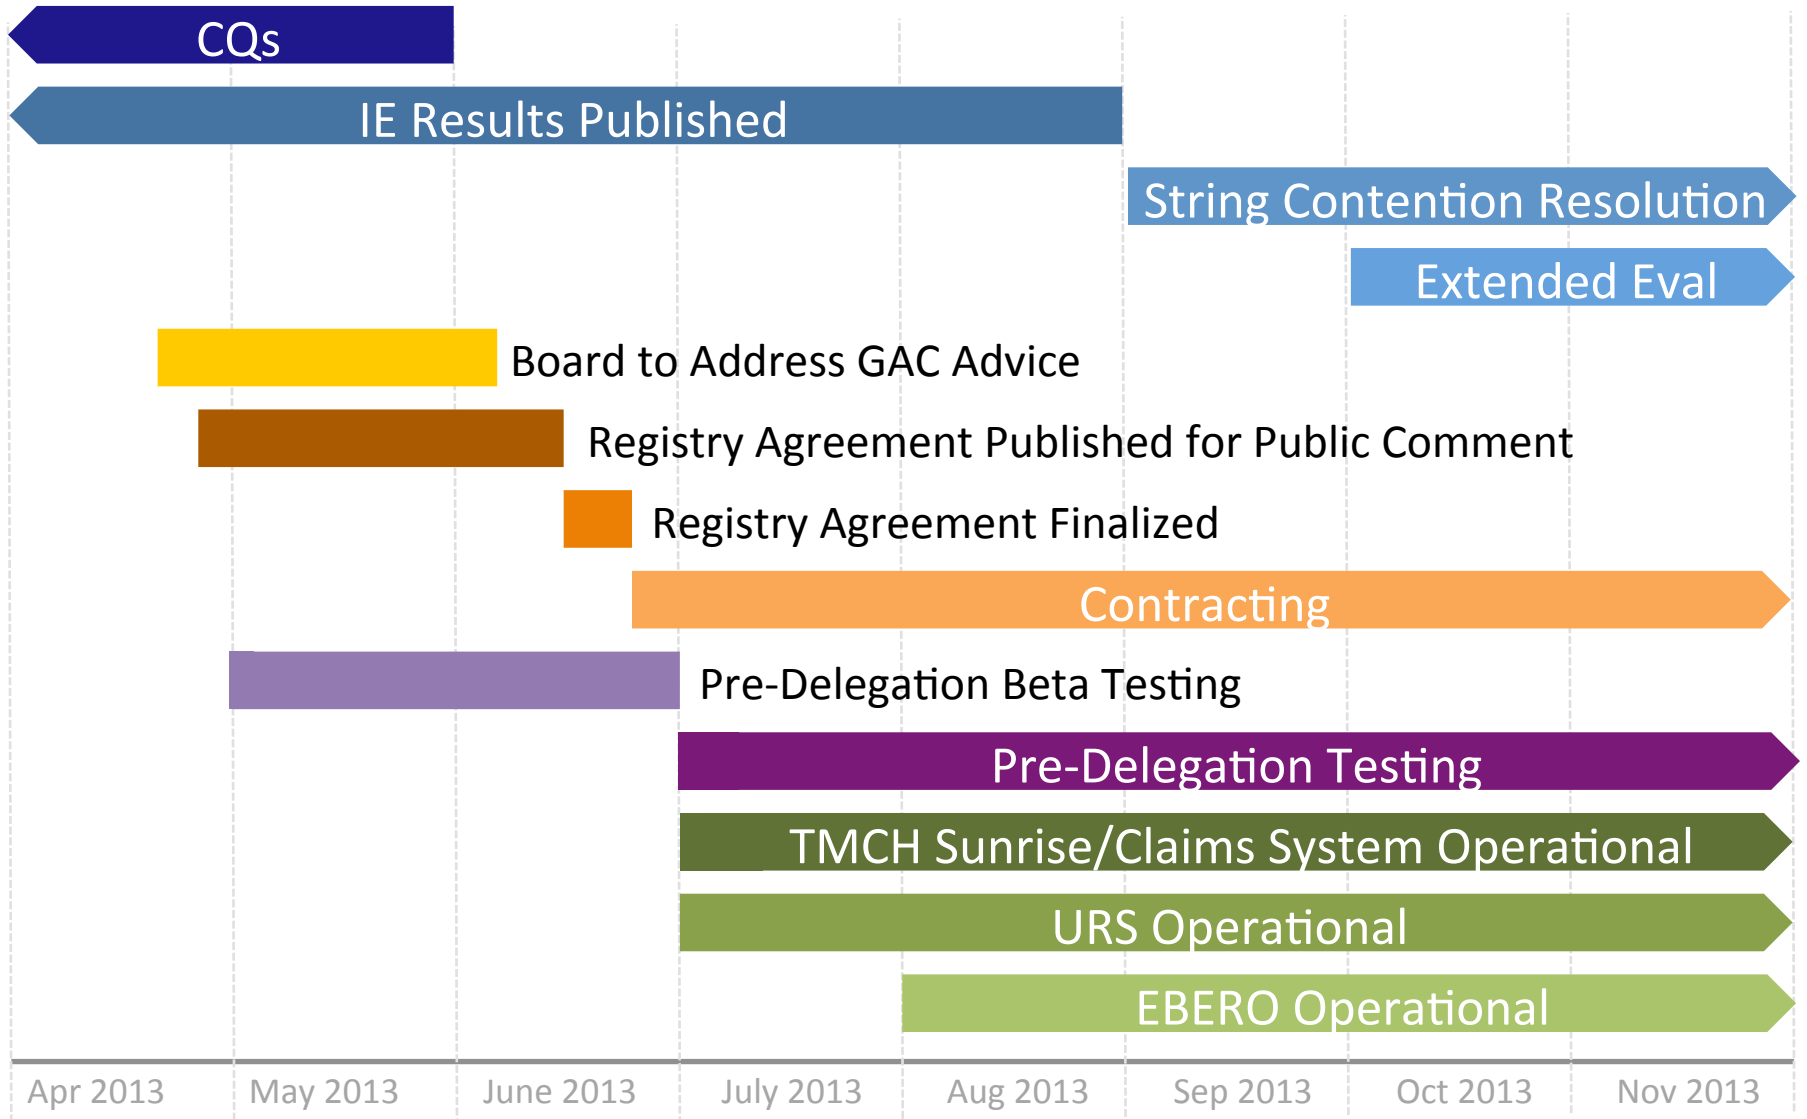 CQs
IE Results Published
String Contention Resolution
Extended Eval
Board to Address GAC Advice
Registry Agreement Published for Public Comment
Registry Agreement Finalized
Contracting
Pre-Delegation Beta Testing
Pre-Delegation Testing
TMCH Sunrise/Claims System Operational
URS Operational
EBERO Operational
Apr 2013 May 2013 June 2013 July 2013 Aug 2013 Sep 2013 Oct 2013 Nov 2013